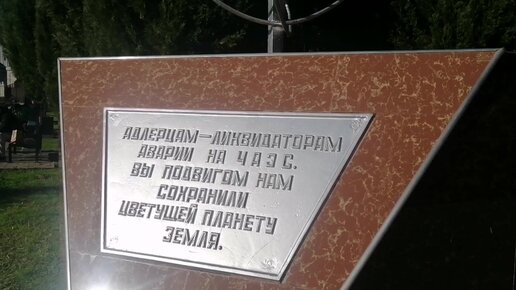 АДЛЕРЦАМ—ЛИКВИДАТОРАМ
АВАРИИ НА ЧАЭС.
ВЫ ПОДВИГОМ НАМ
СОХРАНИЛИ
ЦВЕТУЩЕЙ ПЛАНЕТУ
ЗЕМЛЯ.